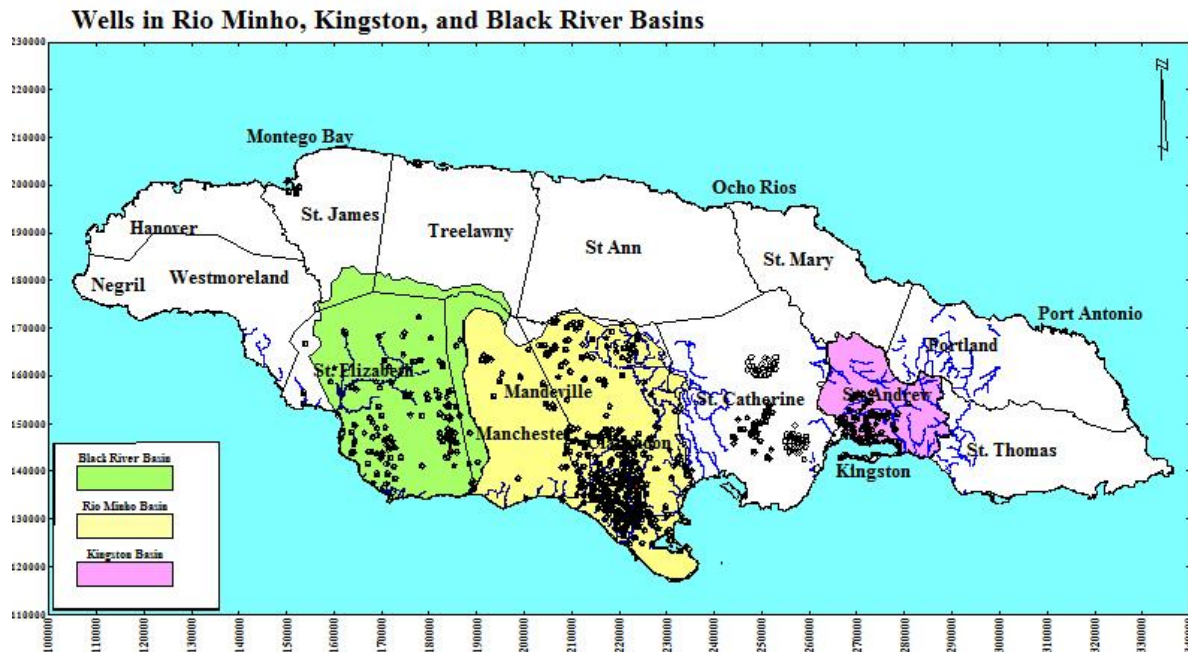 Wells in Rio Minho, Kingston, and Black River Basins
230000
220000
210000
200000
190000
180000
170000
160000
150000
140000
130000
120000
110000
N
Montego Bay
Ocho Rios
Hanover
St. James
Treelawny
St Ann
St. Mary
Negril
Westmoreland
Port Antonio
Portland
St. Elizabeth
Mandeville
St. Catherine
St. Andrew
Manchester
St. Thomas
Kingston
Black River Basin
Rio Minho Basin
Kingston Basin
100000
110000
120000
130000
140000
150000
160000
170000
180000
190000
200000
210000
220000
230000
240000
250000
260000
270000
280000
290000
300000
310000
320000
330000